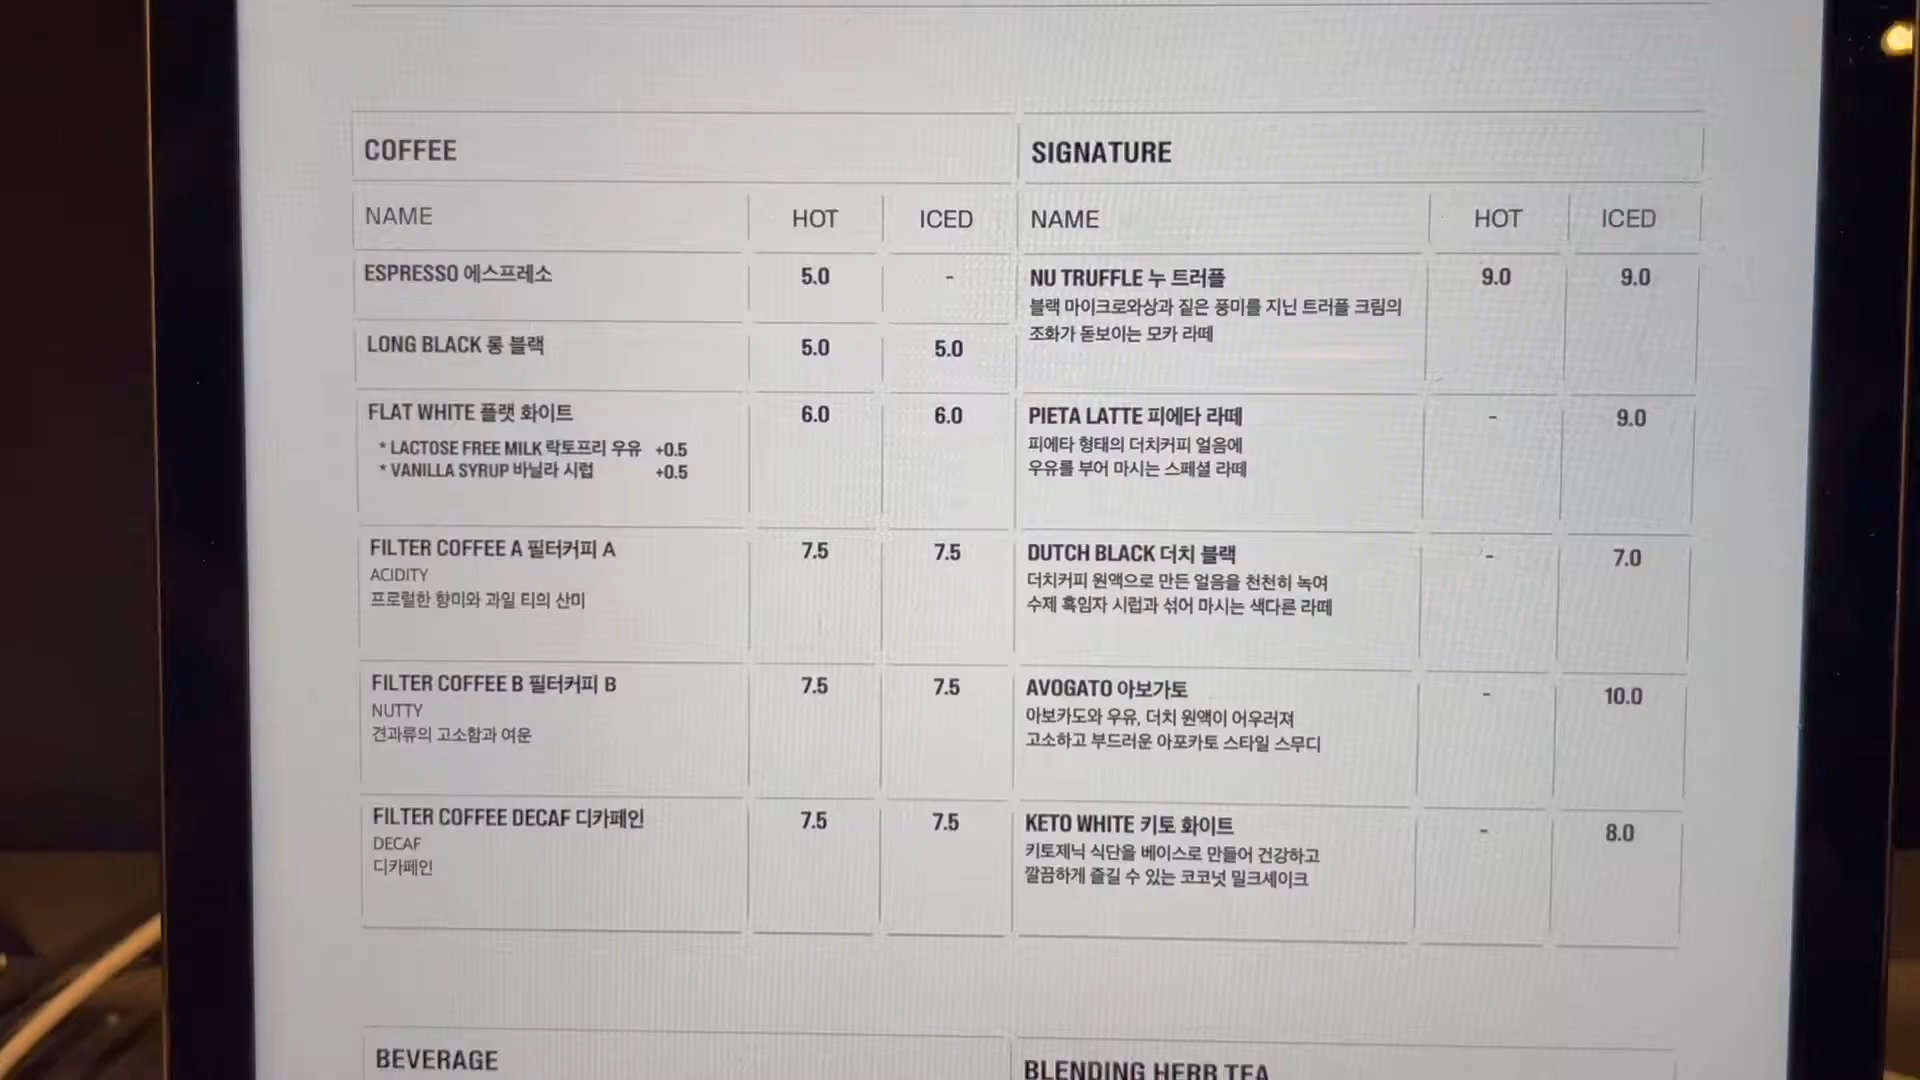 COFFEE
NAME HOT ICED
ESPRESSO 에스프레소 5.0 -
LONG BLACK 롱 블랙 5.0 5.0
FLAT WHITE 플랫 화이트 6.0 6.0
* LACTOSE FREE MILK 락토프리 우유 +0.5
* VANILLA SYRUP 바닐라 시럽 +0.5
FILTER COFFEE A 필터커피 A 7.5 7.5
ACIDITY
프로럴한 향미와 과일 티의 산미
FILTER COFFEE B 필터커피 B 7.5 7.5
NUTTY
견과류의 고소함과 여운
FILTER COFFEE DECAF 디카페인 7.5 7.5
DECAF
디카페인
SIGNATURE
NAME HOT ICED
NU TRUFFLE 누 트러플 9.0 9.0
블랙 마이크로와상과 짙은 풍미를 지닌 트러플 크림의
조화가 돋보이는 모카 라떼
PIETA LATTE 피에타 라떼 - 9.0
피에타 형태의 더치커피 얼음에
우유를 부어 마시는 스페셜 라떼
DUTCH BLACK 더치 블랙 - 7.0
더치커피 원액으로 만든 얼음을 천천히 녹여
수제 흑임자 시럽과 섞어 마시는 색다른 라떼
AVOGATO 아보가토 - 10.0
아보카도와 우유, 더치 원액이 어우러져
고소하고 부드러운 아포카토 스타일 스무디
KETO WHITE 키토 화이트 - 8.0
키토제닉 식단을 베이스로 만들어 건강하고
깔끔하게 즐길 수 있는 코코넛 밀크셰이크
BEVERAGE
BLENDING HERB TEA